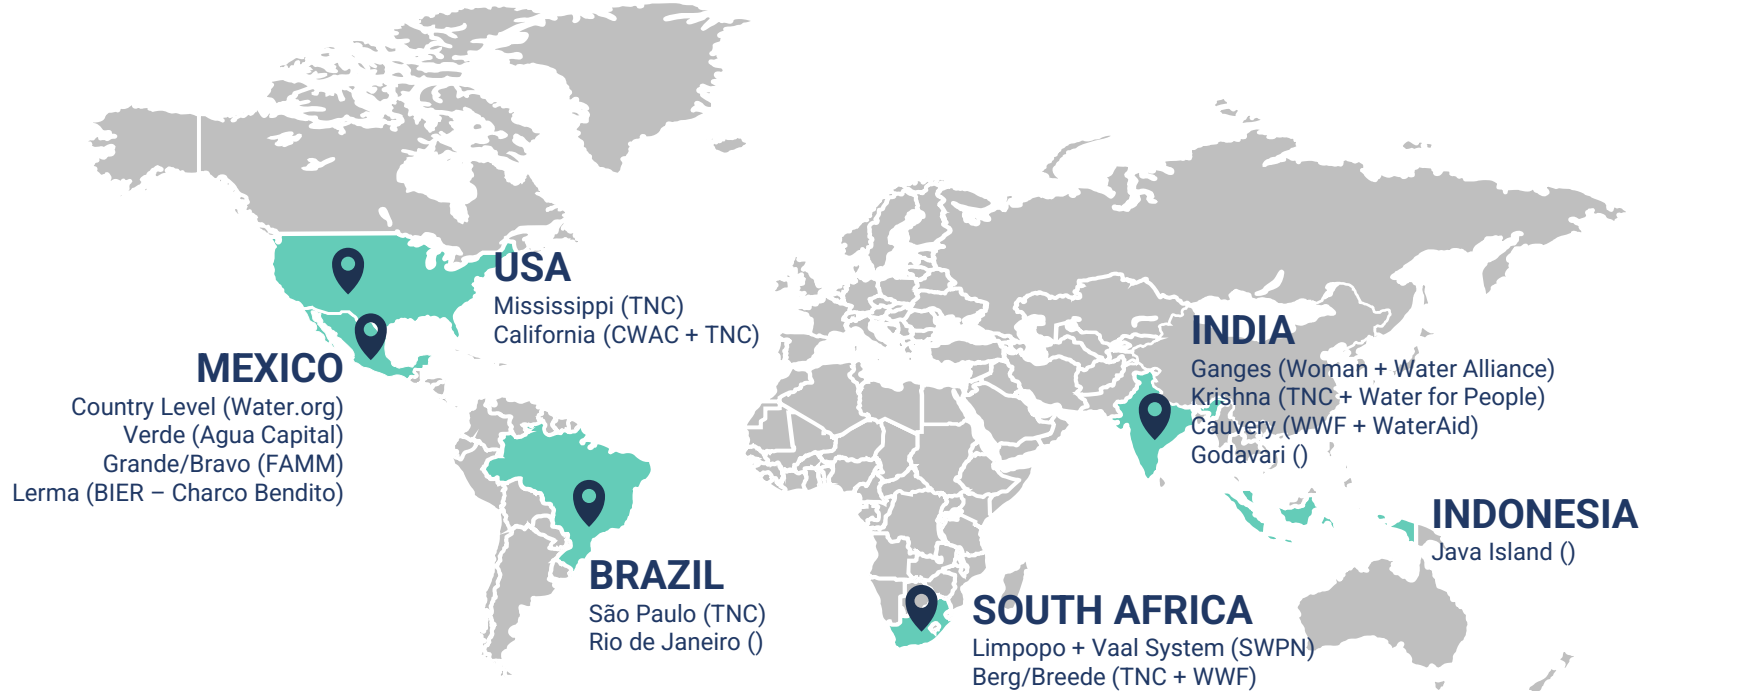 USA
Mississippi (TNC)
California (CWAC + TNC)
MEXICO
Country Level (Water.org)
Verde (Agua Capital)
Grande/Bravo (FAMM)
Lerma (BIER – Charco Bendito)
BRAZIL
São Paulo (TNC)
Rio de Janeiro ()
INDIA
Ganges (Woman + Water Alliance)
Krishna (TNC + Water for People)
Cauvery (WWF + WaterAid)
Godavari ()
INDONESIA
Java Island ()
SOUTH AFRICA
Limpopo + Vaal System (SWPN)
Berg/Breede (TNC + WWF)